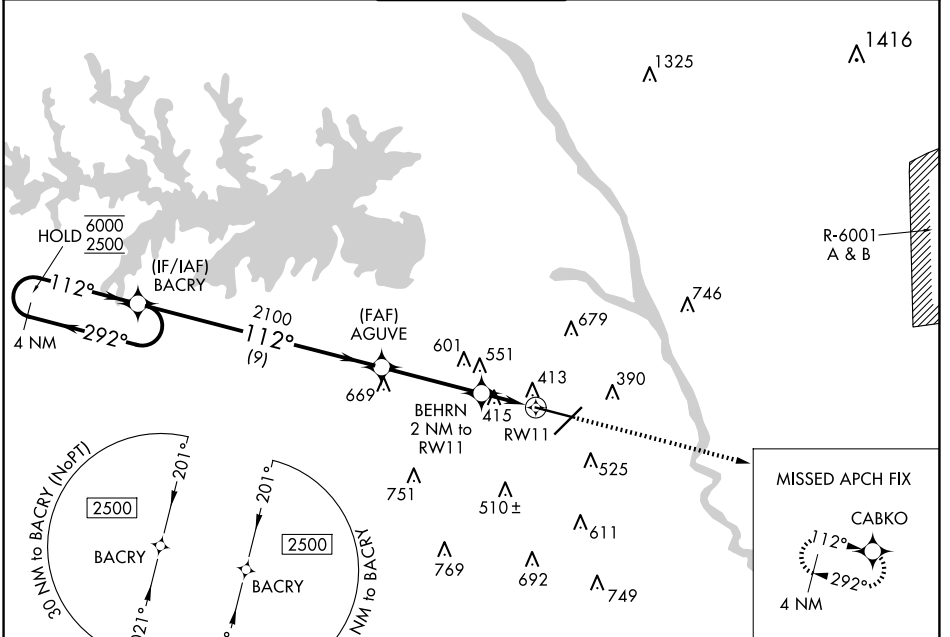 1416
1325
R-6001
A & B
HOLD 6000
2500
(IF/IAF)
BACRY
112°
292°
4 NM
2100
112°
(9)
(FAF)
AGUVE
746
679
601
551
669
413
390
415
BEHRN
2 NM to
RW11
RW11
525
751
510±
611
769
692
749
30 NM to BACRY (NoPT)
201°
2500
BACRY
021°
201°
2500
BACRY
NM to BACRY
MISSED APCH FIX
CABKO
112°
292°
4 NM